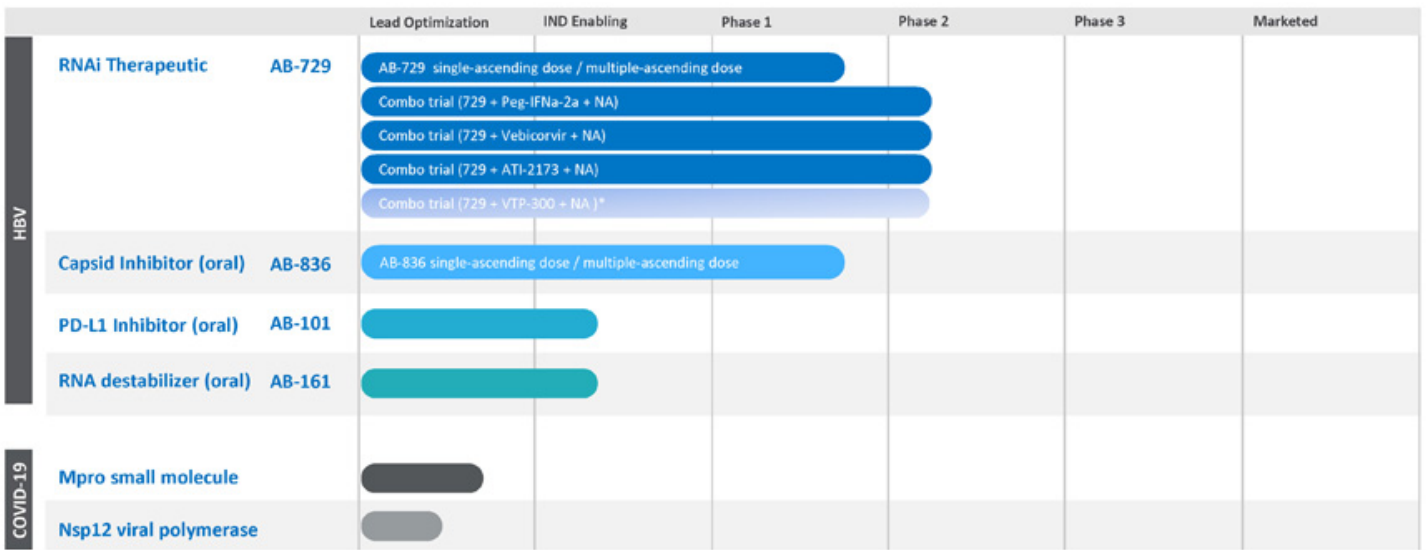 Lead Optimization IND Enabling Phase 1 Phase 2 Phase 3 Marketed
HBV
RNAi Therapeutic AB-729
AB-729 single-ascending dose / multiple-ascending dose
Combo trial (729 + Peg-IFNa-2a + NA)
Combo trial (729 + Vebicorvir + NA)
Combo trial (729 + ATI-2173 + NA)
Combo trial (729 + VTP-300 + NA )*
Capsid Inhibitor (oral) AB-836
AB-836 single-ascending dose / multiple-ascending dose
PD-L1 Inhibitor (oral) AB-101
RNA destabilizer (oral) AB-161
COVID-19
Mpro small molecule
Nsp12 viral polymerase